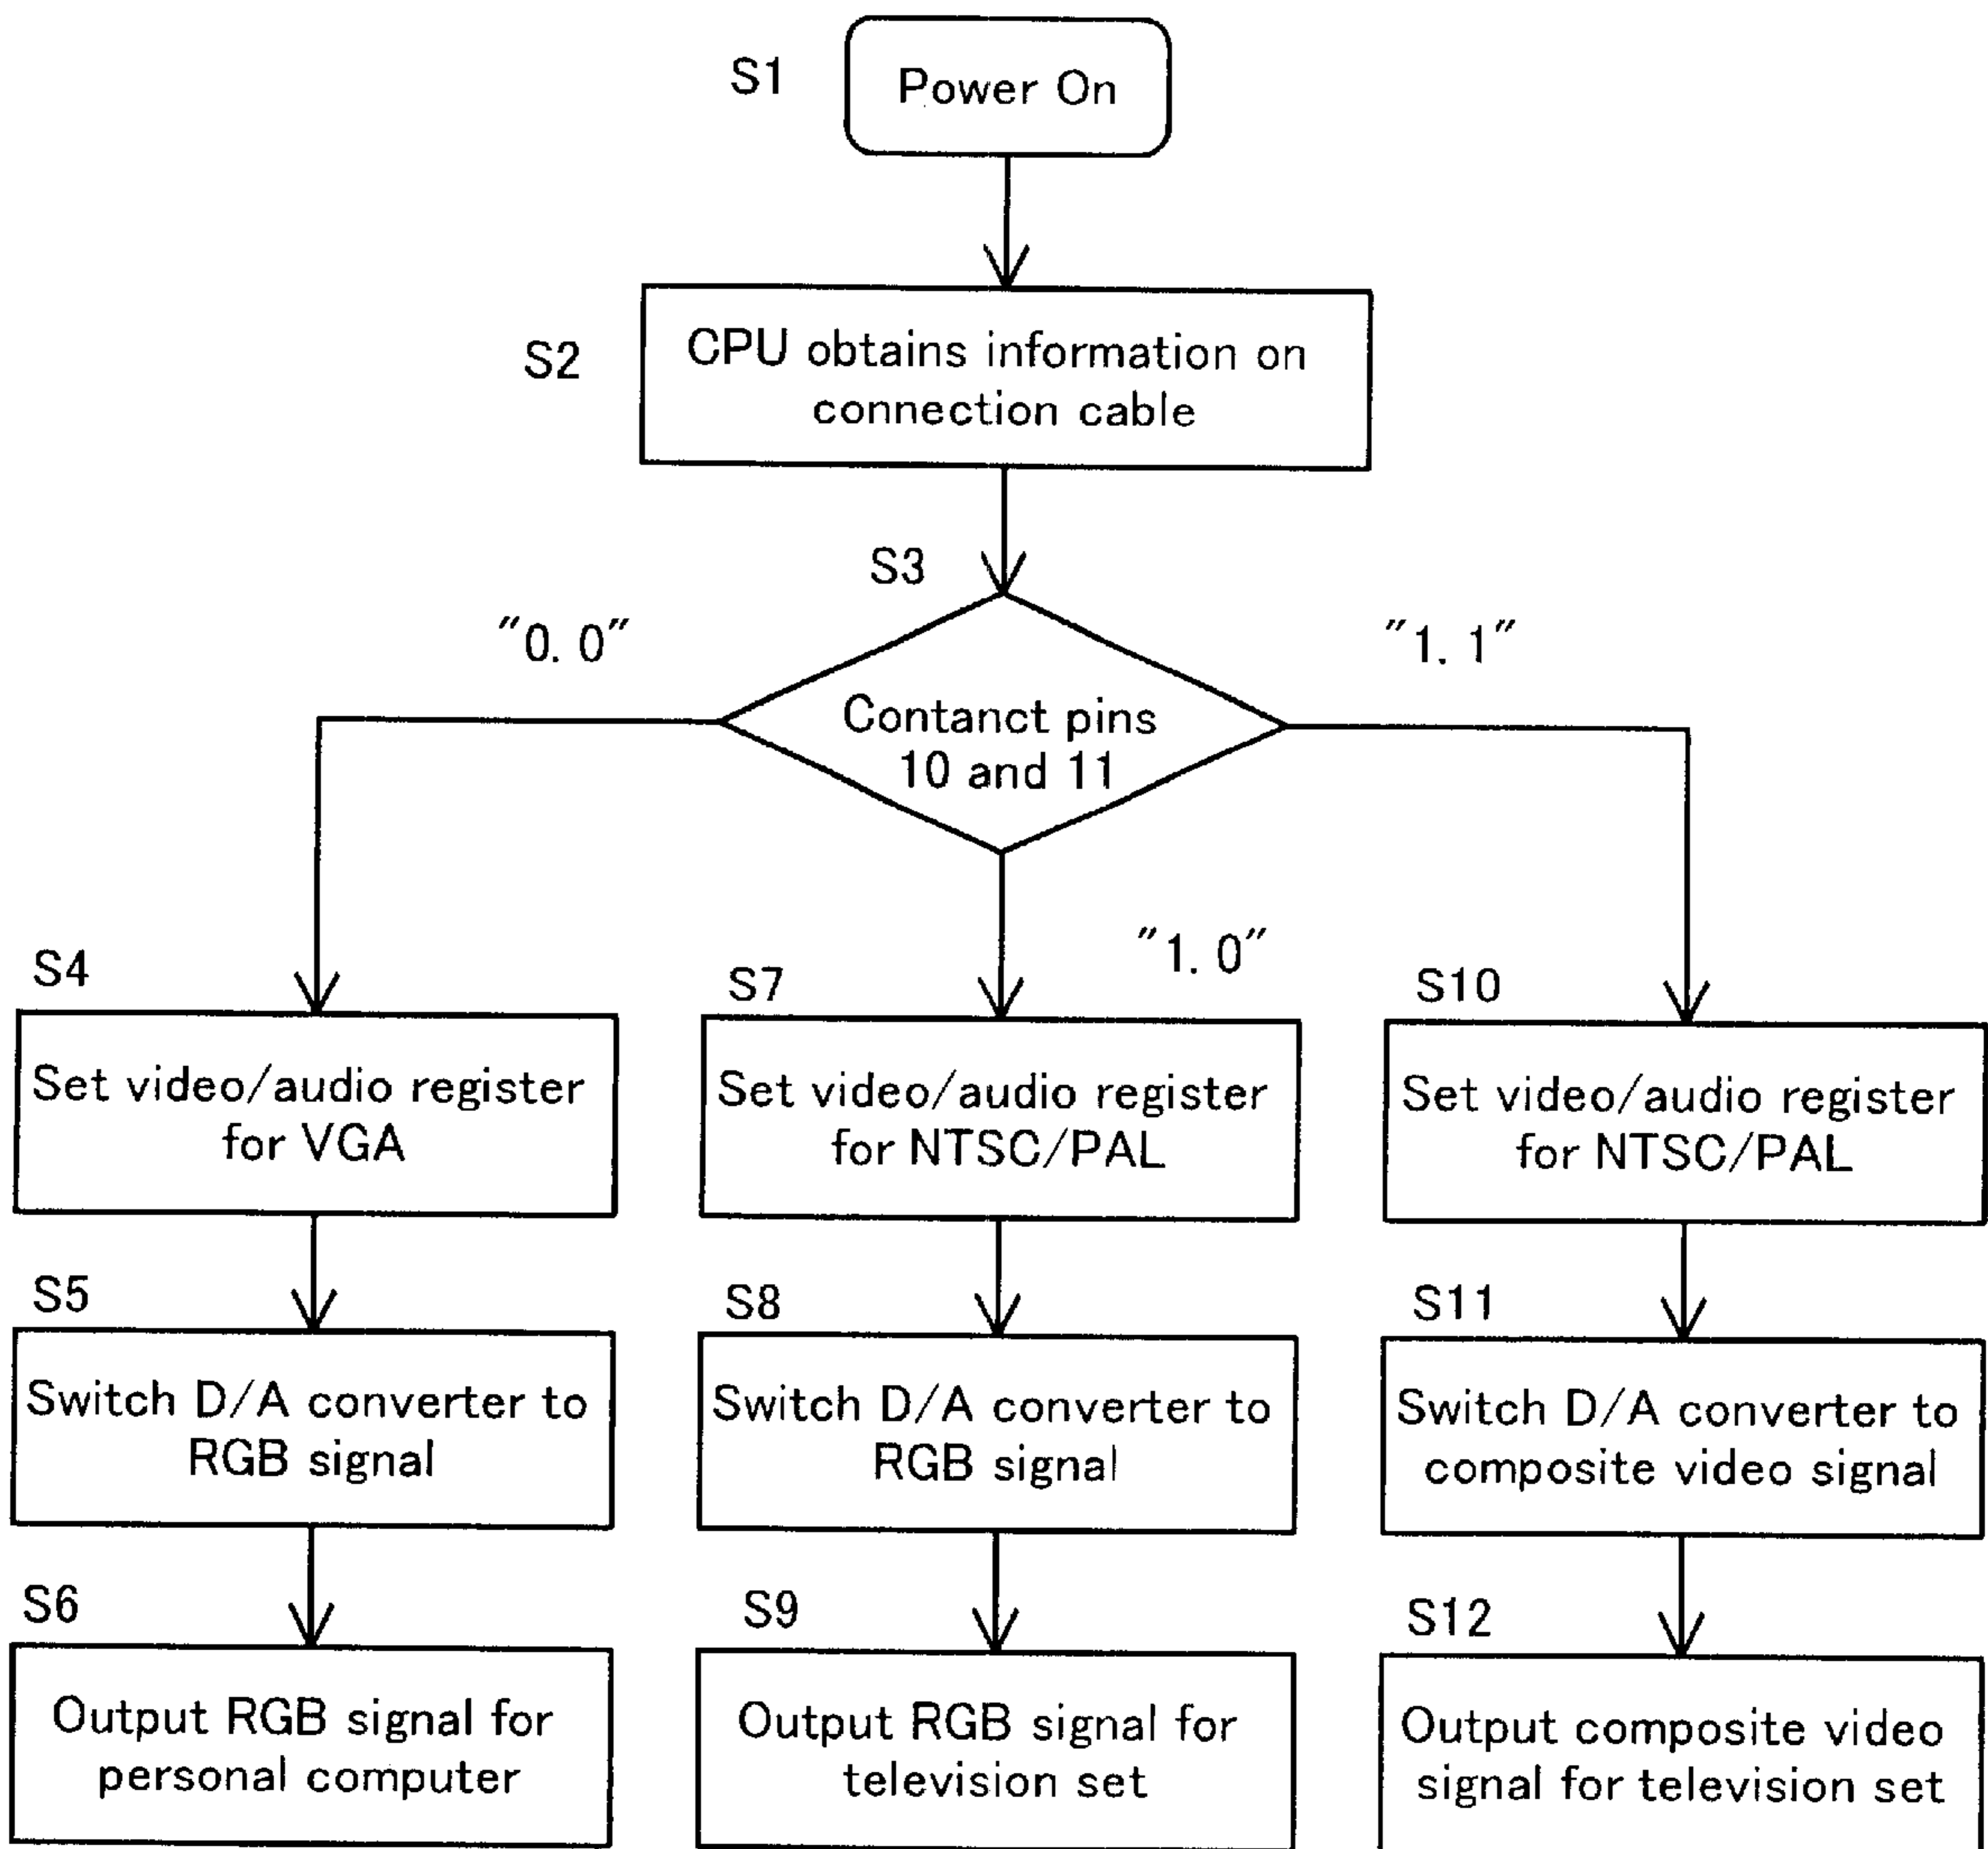 S1
Power On
S2
CPU obtains information on
connection cable
S3
"0. 0"
"1. 1"
Contanct pins
10 and 11
"1. 0"
S4
Set video/audio register
for VGA
S7
Set video/audio register
for NTSC/PAL
S10
Set video/audio register
for NTSC/PAL
S5
Switch D/A converter to
RGB signal
S8
Switch D/A converter to
RGB signal
S11
Switch D/A converter to
composite video signal
S6
Output RGB signal for
personal computer
S9
Output RGB signal for
television set
S12
Output composite video
signal for television set